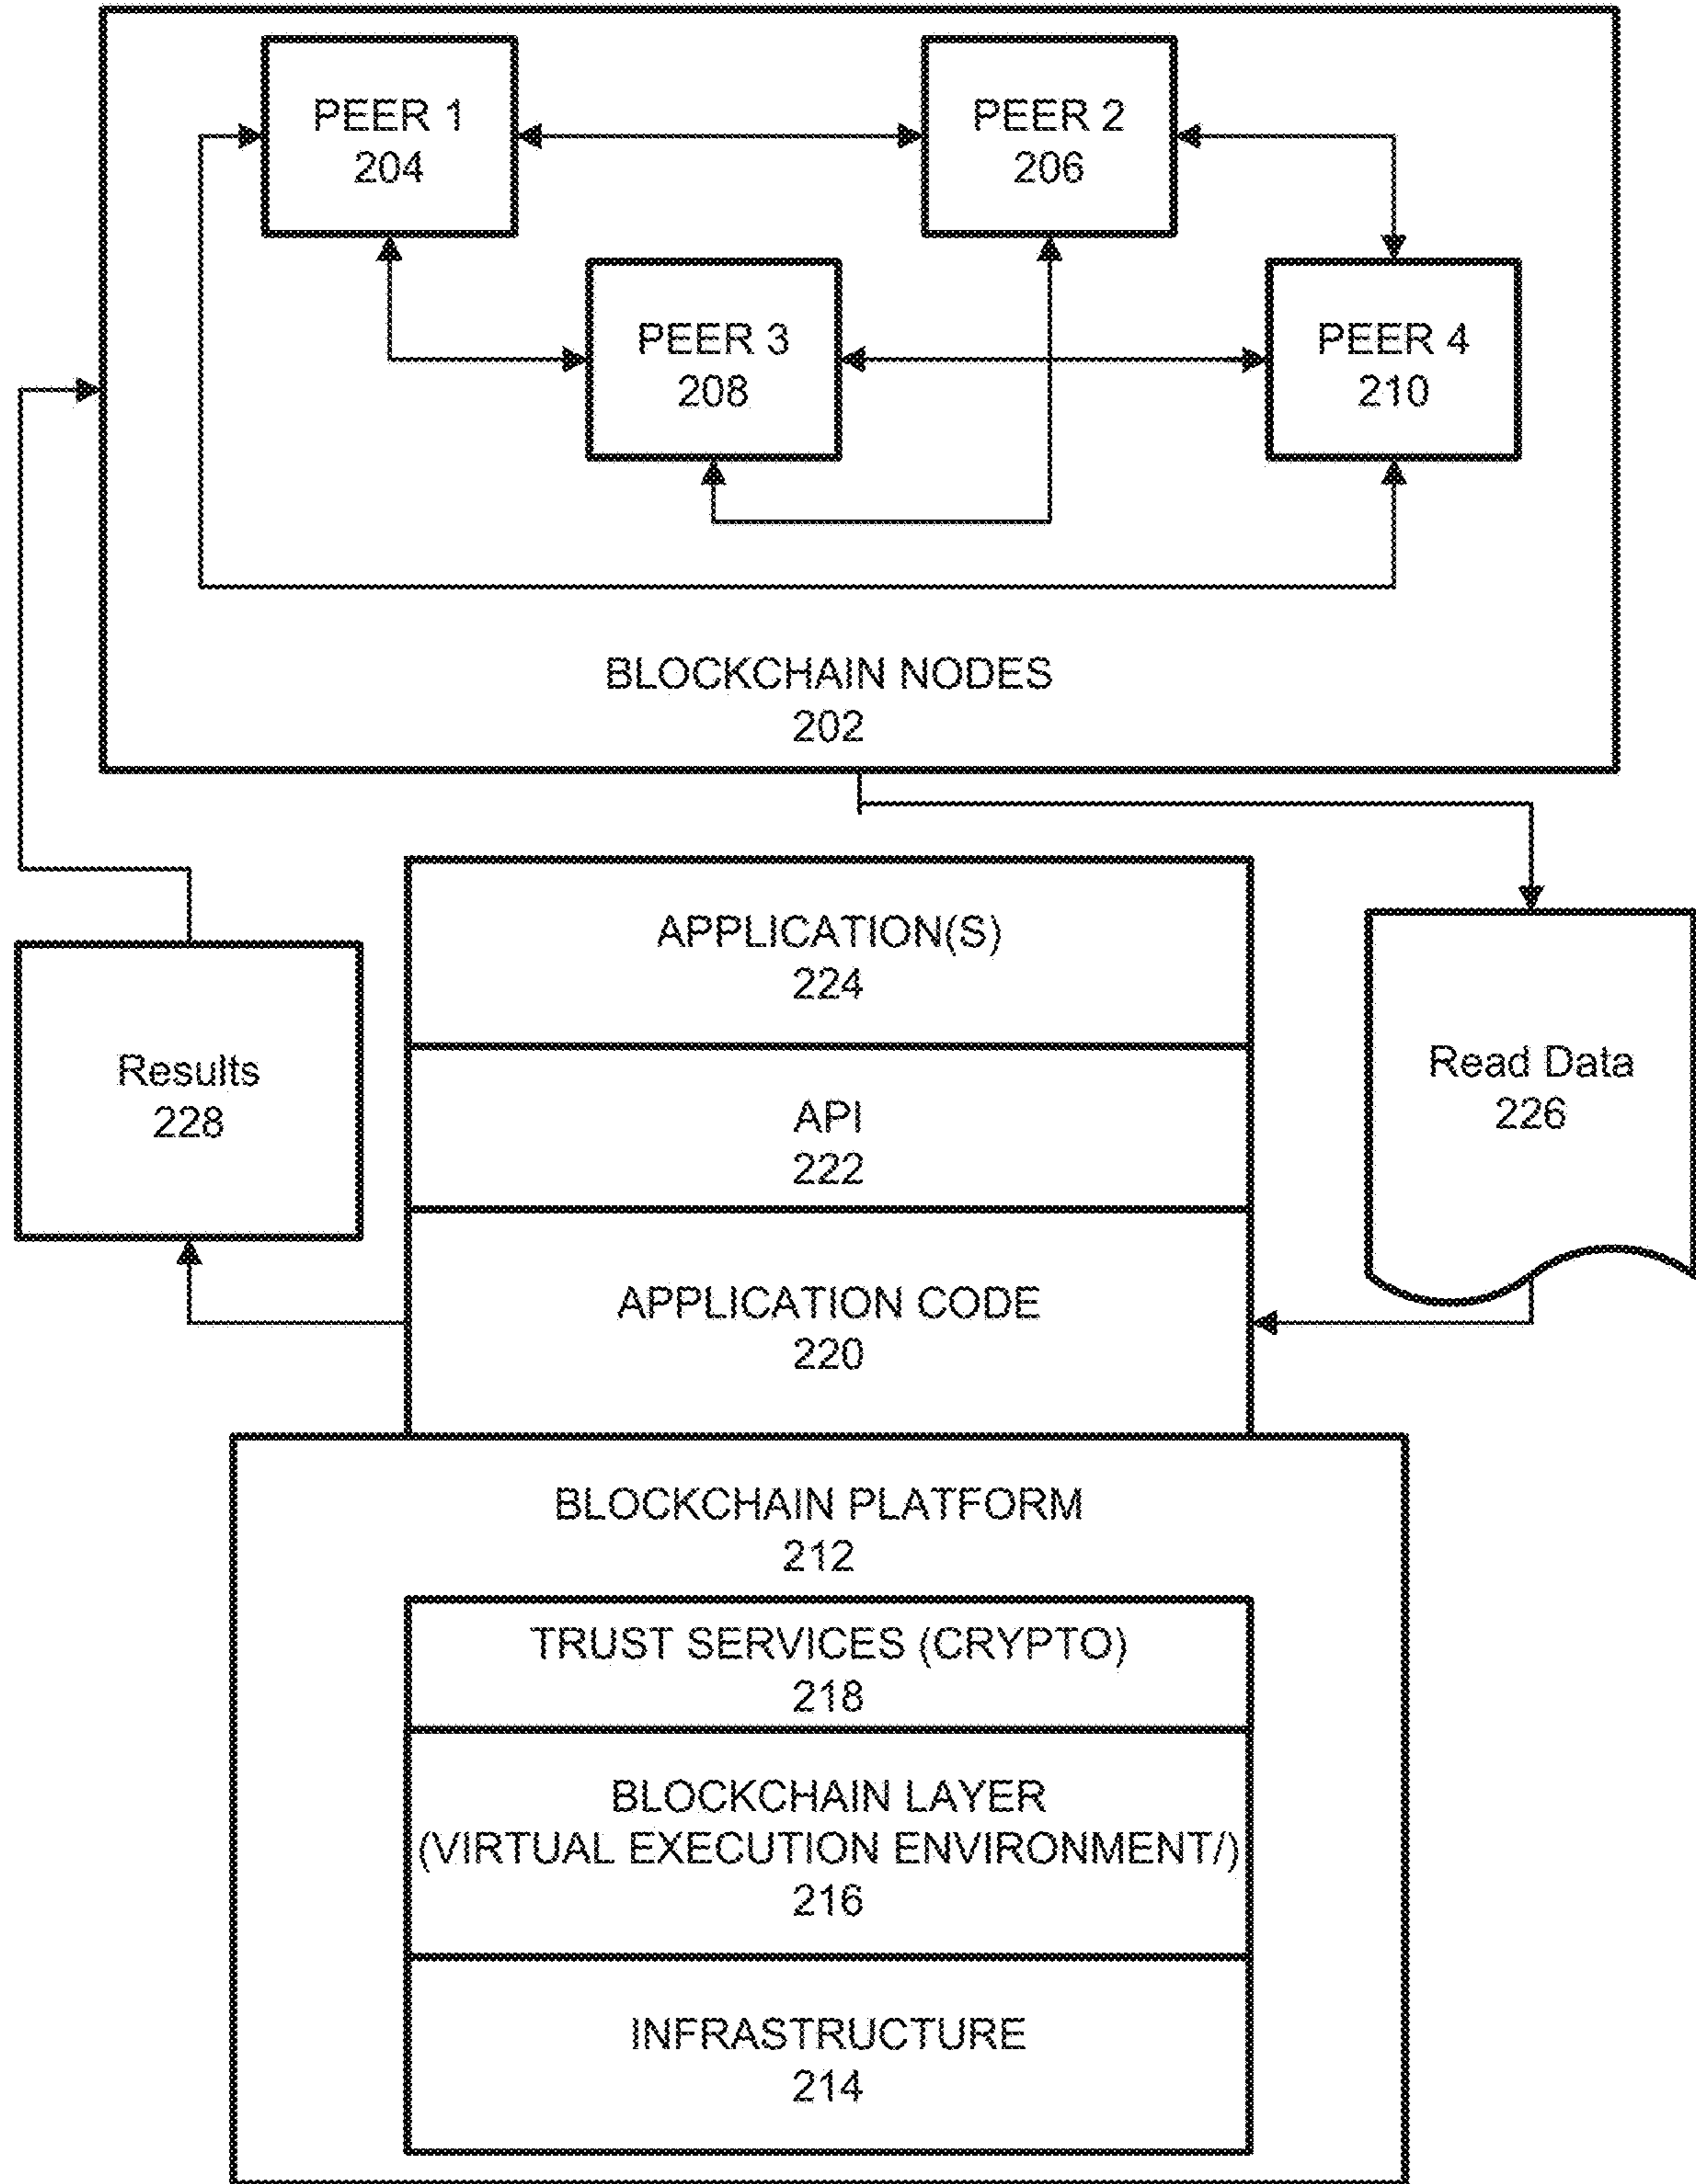 PEER 1
204
PEER 2
206
PEER 3
208
PEER 4
210
BLOCKCHAIN NODES
202
APPLICATION(S)
224
API
222
APPLICATION CODE
220
Results
228
Read Data
226
BLOCKCHAIN PLATFORM
212
TRUST SERVICES (CRYPTO)
218
BLOCKCHAIN LAYER
(VIRTUAL EXECUTION ENVIRONMENT/)
216
INFRASTRUCTURE
214